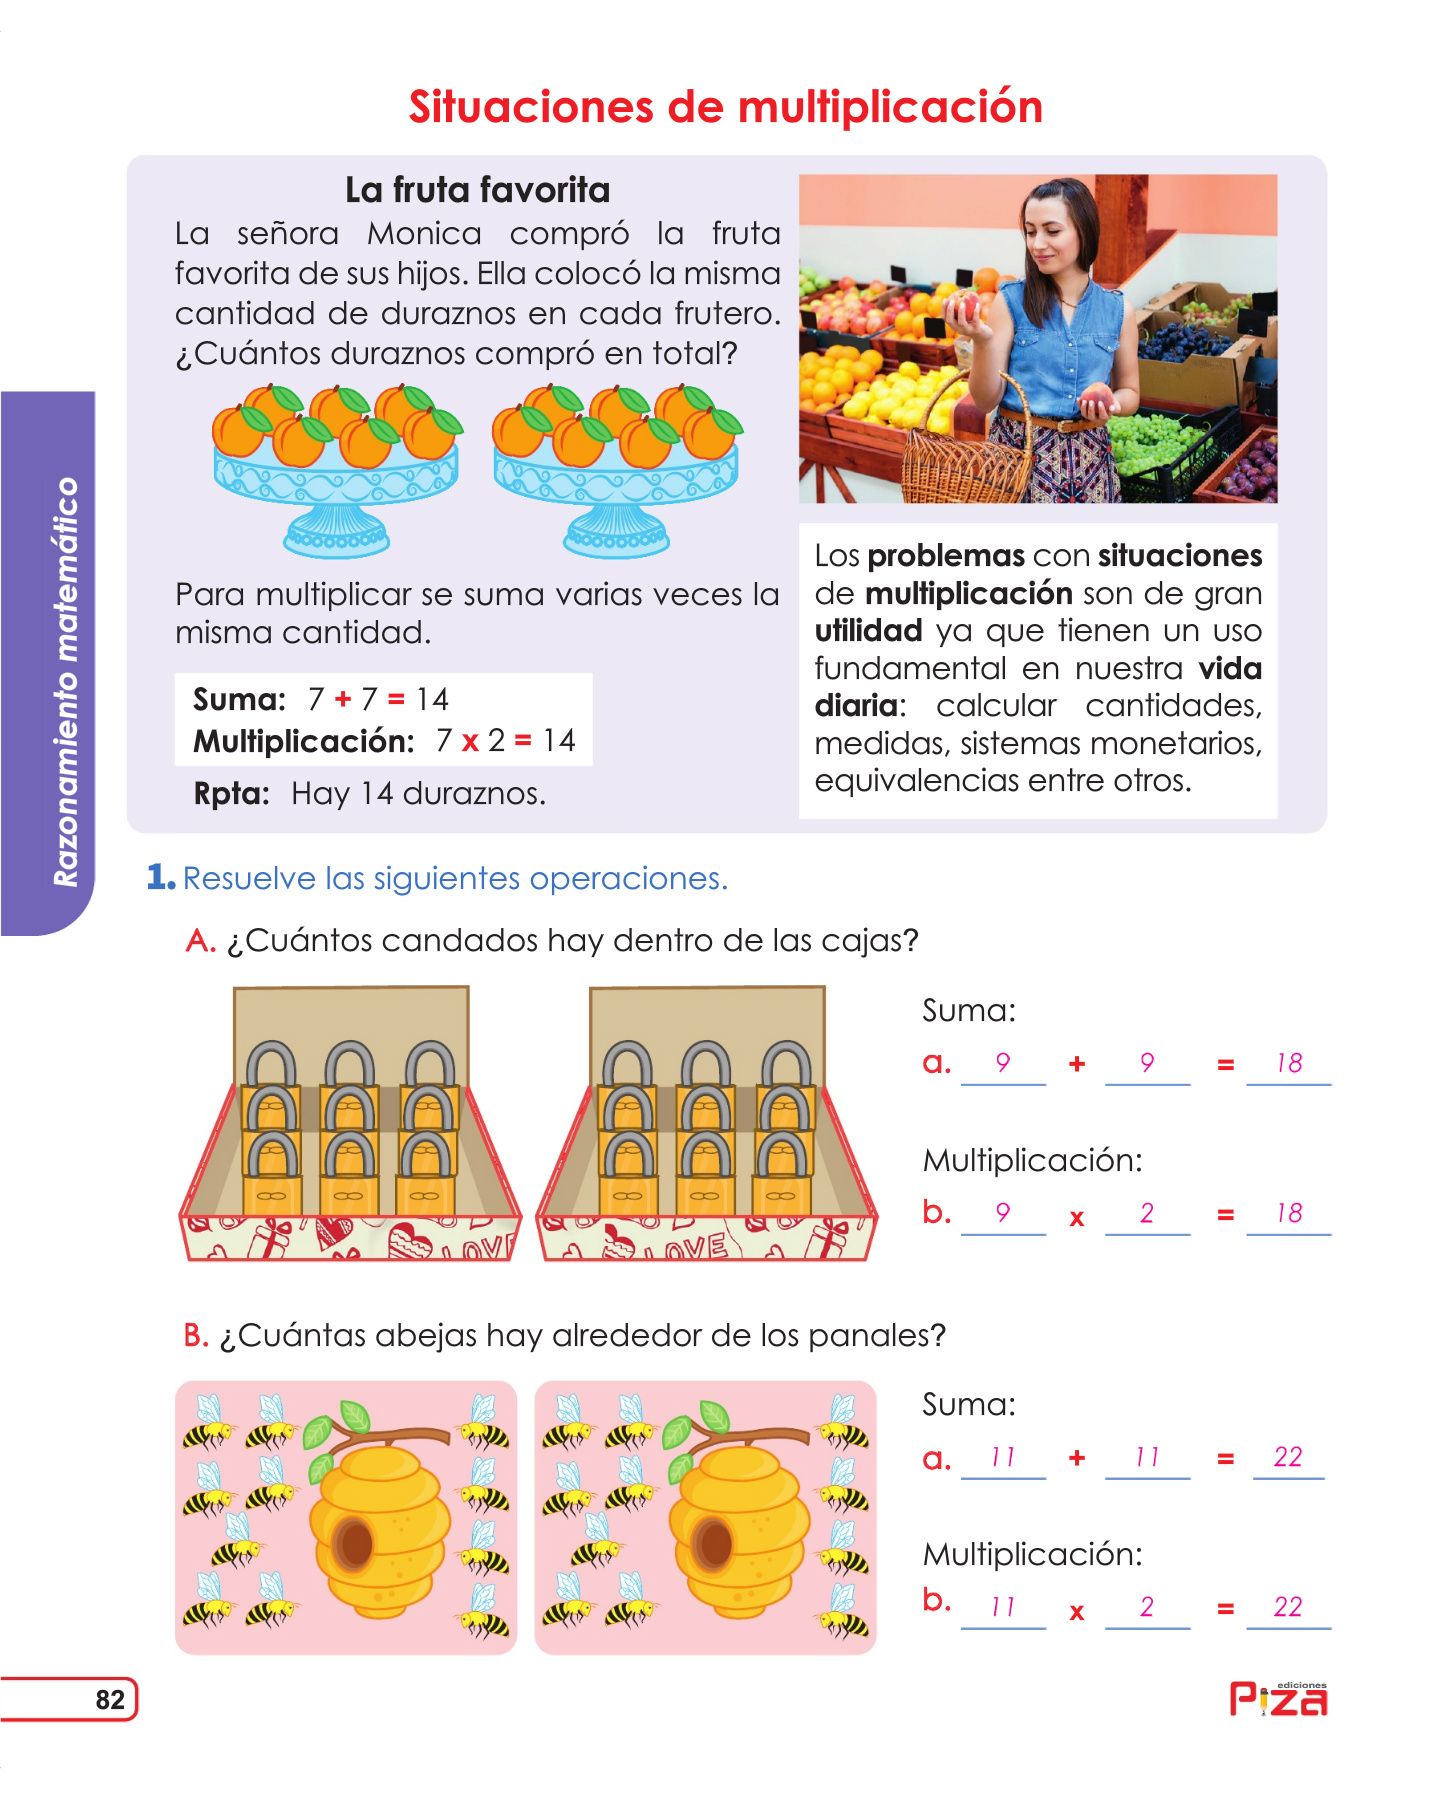 Situaciones de multiplicación
La fruta favorita
La señora Monica compró la fruta
favorita de sus hijos. Ella colocó la misma
cantidad de duraznos en cada frutero.
¿Cuántos duraznos compró en total?
Para multiplicar se suma varias veces la
misma cantidad.
Suma: 7 + 7 = 14
Multiplicación: 7 x 2 = 14
Rpta: Hay 14 duraznos.
Los problemas con situaciones
de multiplicación son de gran
utilidad ya que tienen un uso
fundamental en nuestra vida
diaria: calcular cantidades,
medidas, sistemas monetarios,
equivalencias entre otros.
Razonamiento matemático
1. Resuelve las siguientes operaciones.
A. ¿Cuántos candados hay dentro de las cajas?
LOVE
LOVE
Suma:
a. 9 + 9 = 18
Multiplicación:
b. 9 x 2 = 18
B. ¿Cuántas abejas hay alrededor de los panales?
Suma:
a. 11 + 11 = 22
Multiplicación:
b. 11 x 2 = 22
82
ediciones
Piza